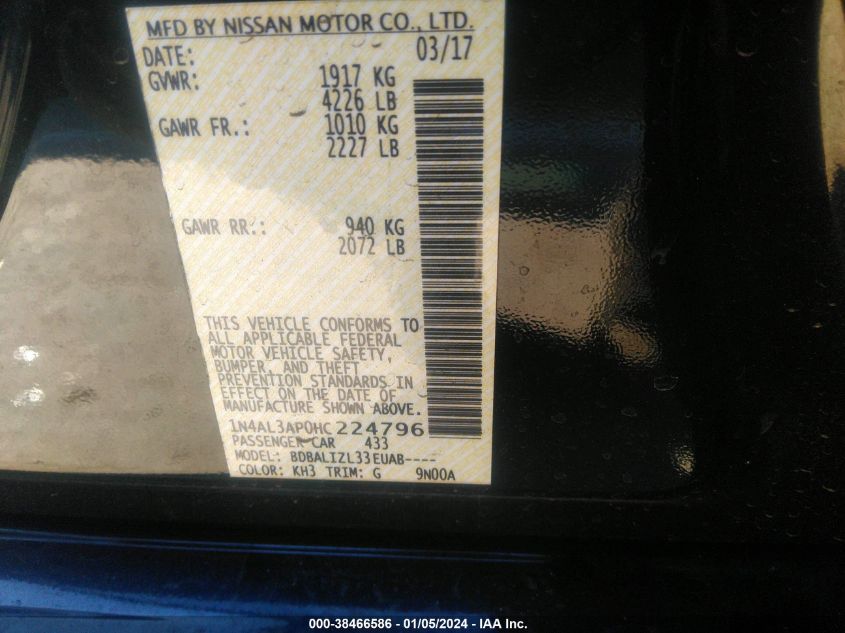 MFD BY NISSAN MOTOR CO., LTD.
DATE: 03/17
GVWR: 1917 KG
4226 LB
GAWR FR.: 1010 KG
2227 LB
GAWR RR.: 940 KG
2072 LB
THIS VEHICLE CONFORMS TO
ALL APPLICABLE FEDERAL
MOTOR VEHICLE SAFETY,
BUMPER, AND THEFT
PREVENTION STANDARDS IN
EFFECT ON THE DATE OF
MANUFACTURE SHOWN ABOVE.
1N4AL3AP0HC224796
PASSENGER CAR 433
MODEL: BDBALIZL33EUAB----
COLOR: KH3 TRIM: G 9N00A
000-38466586 - 01/05/2024 - IAA Inc.